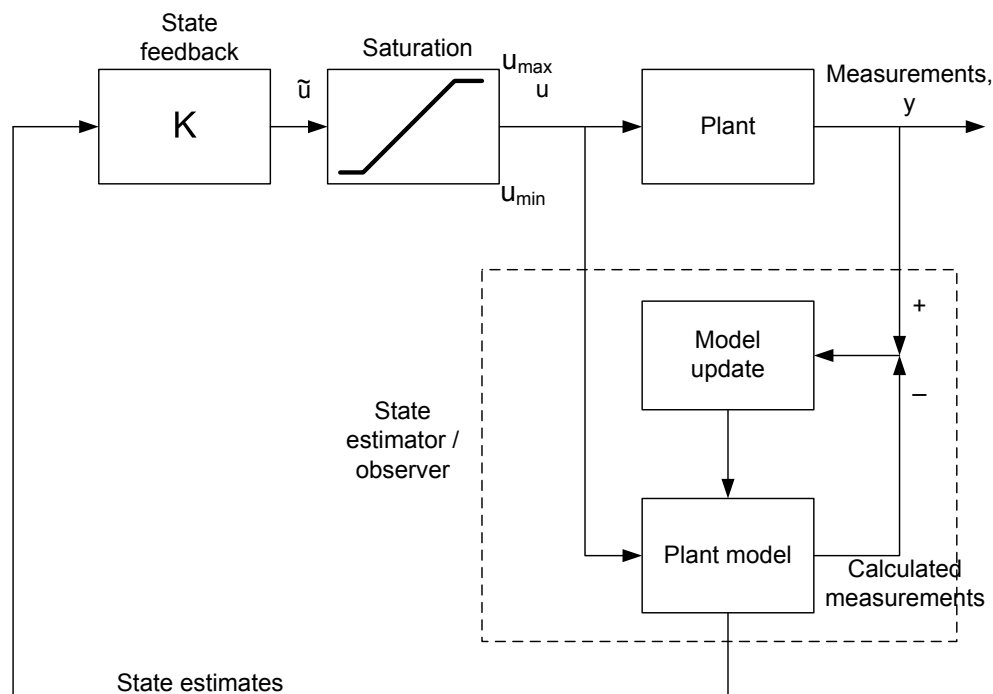 State
feedback
Saturation
K
ũ
u_max
u
u_min
Plant
Measurements,
y
+
–
Model
update
State
estimator /
observer
Plant model
Calculated
measurements
State estimates